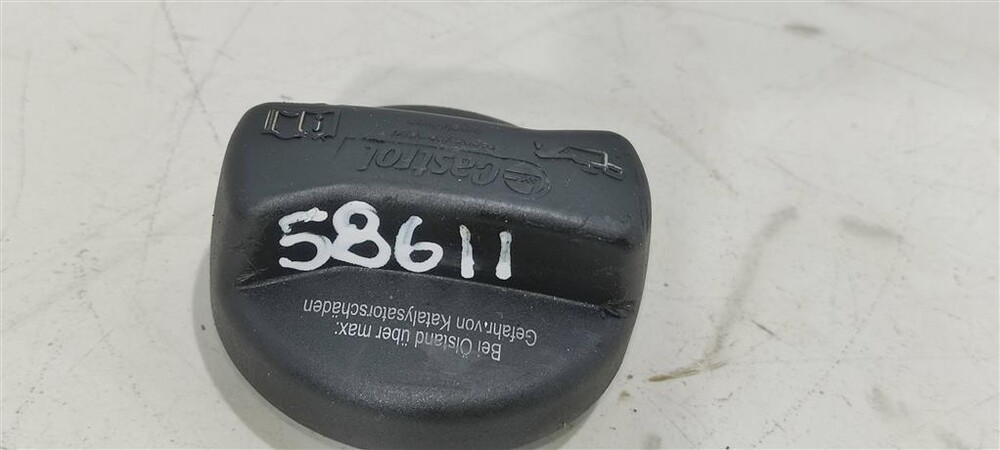 58611
Castrol
Bei Ölstand über max:
Gefahr.von Katalysatorschäden